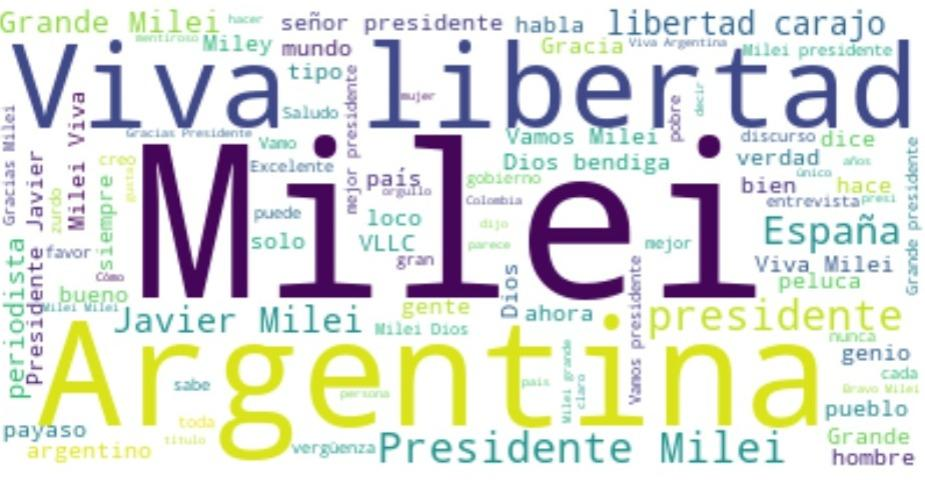 Grande Milei
hacer
señor presidente
habla
libertad carajo
mentiroso
Miley
mundo
Gracia
Viva Argentina
Milei presidente
Viva libertad
tipo
mujer
Saludo
mejor presidente
pobre
decir
Gracias Milei
Milei Viva
Gracias Presidente
Vamo
Vamos Milei
discurso
dice
Milei
creo
gusta
Excelente
Dios bendiga
verdad
años
único
país
orgullo
gobierno
bien
hace
Presidente Javier
zurdo
siempre
puede
loco
Colombia
entrevista
presi
Grande presidente
dijo
España
solo
VLLC
parece
mejor
favor
gran
Viva Milei
Cómo
peluca
bueno
Dios
Vamos presidente
periodista
Milei Milei
Javier Milei
gente
ahora
presidente
Milei Dios
nunca
Argentina
genio
Milei grande
claro
sabe
pais
cada
persona
Bravo Milei
pueblo
payaso
toda
argentino
titulo
vergüenza
Presidente Milei
Grande
hombre